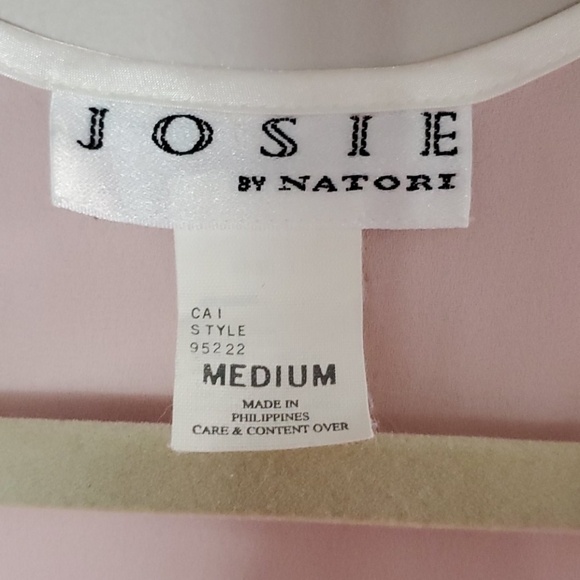 JOSIE
BY NATORI
CA1
STYLE
95222
MEDIUM
MADE IN
PHILIPPINES
CARE & CONTENT OVER